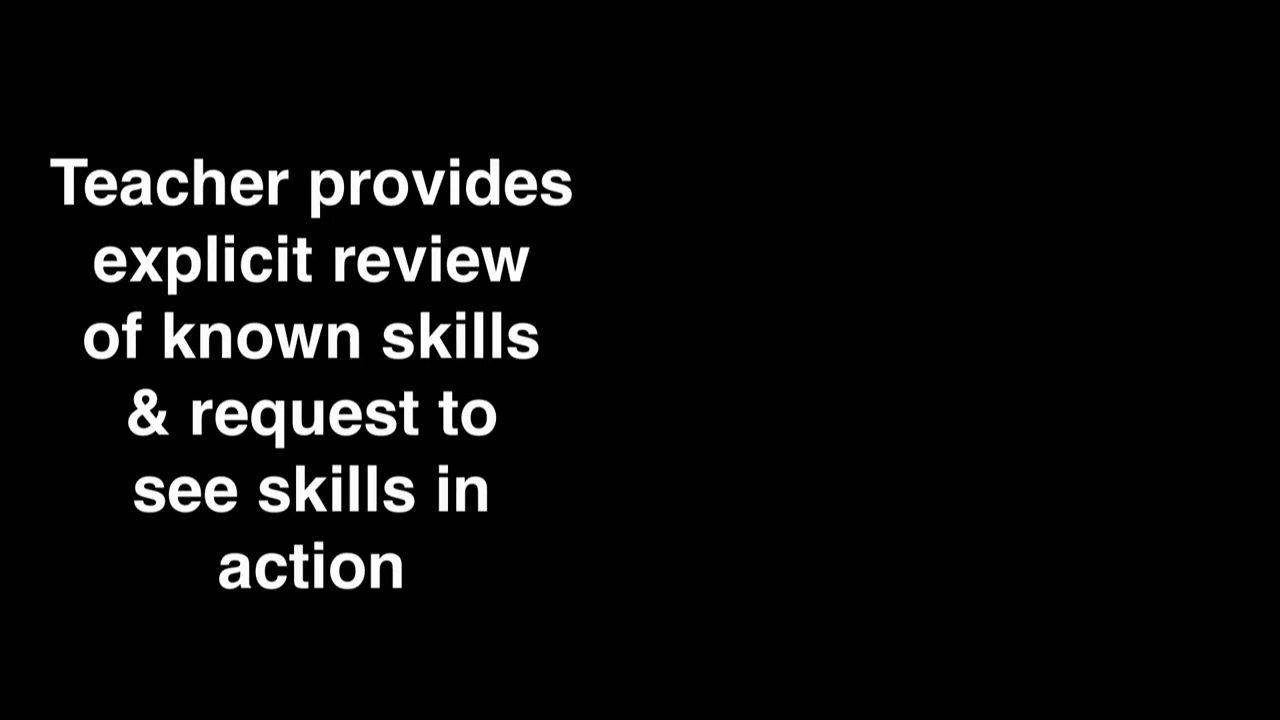 Teacher provides
explicit review
of known skills
& request to
see skills in
action